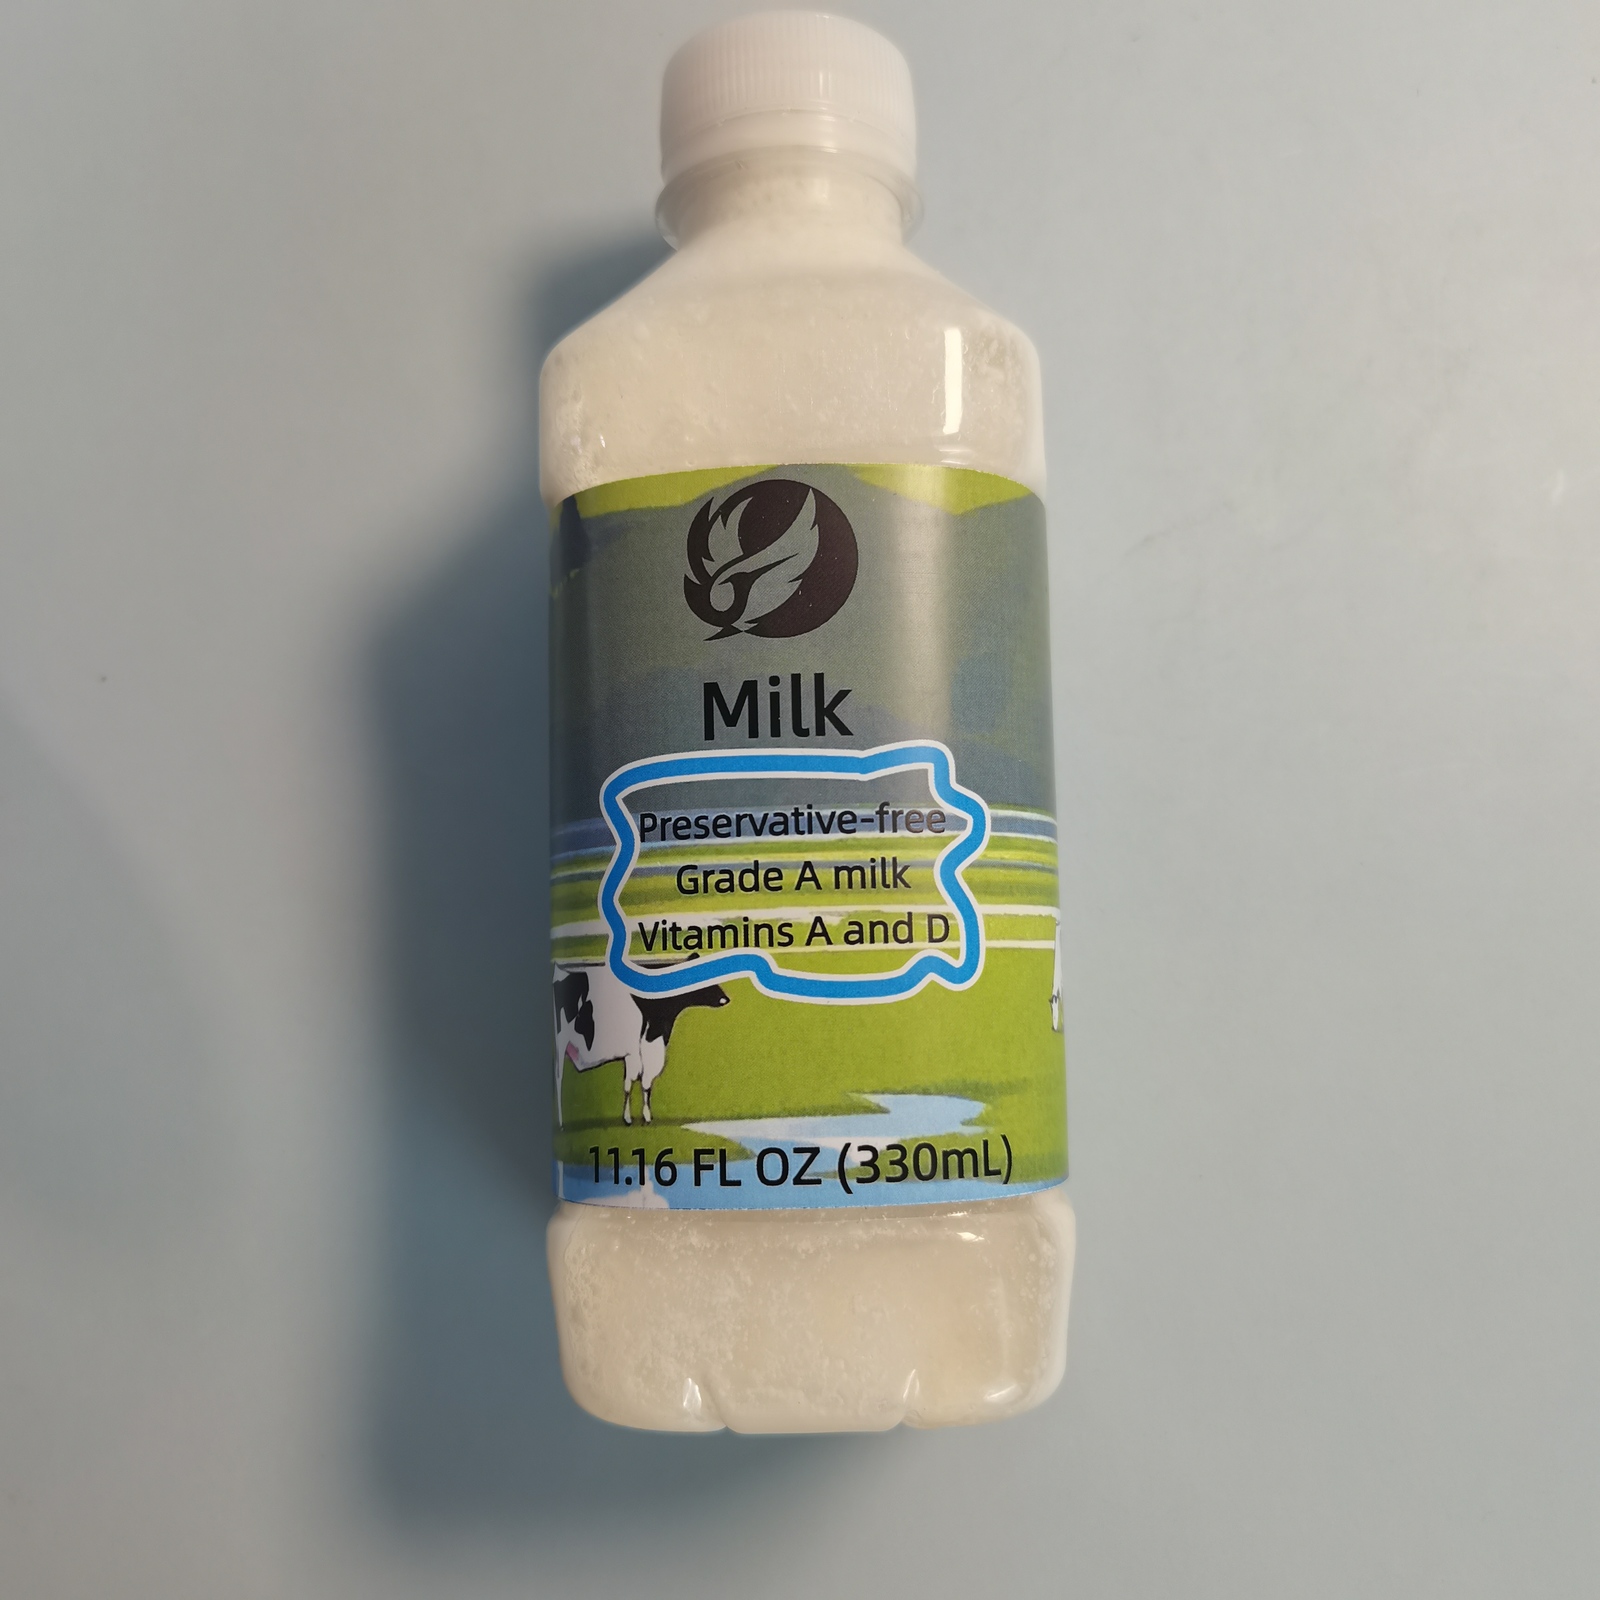 Milk
Preservative-free
Grade A milk
Vitamins A and D
11.16 FL OZ (330mL)